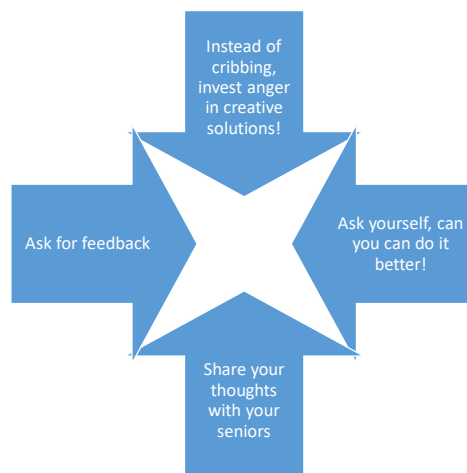 Instead of
cribbing,
invest anger
in creative
solutions!
Ask for feedback
Ask yourself, can
you can do it
better!
Share your
thoughts
with your
seniors